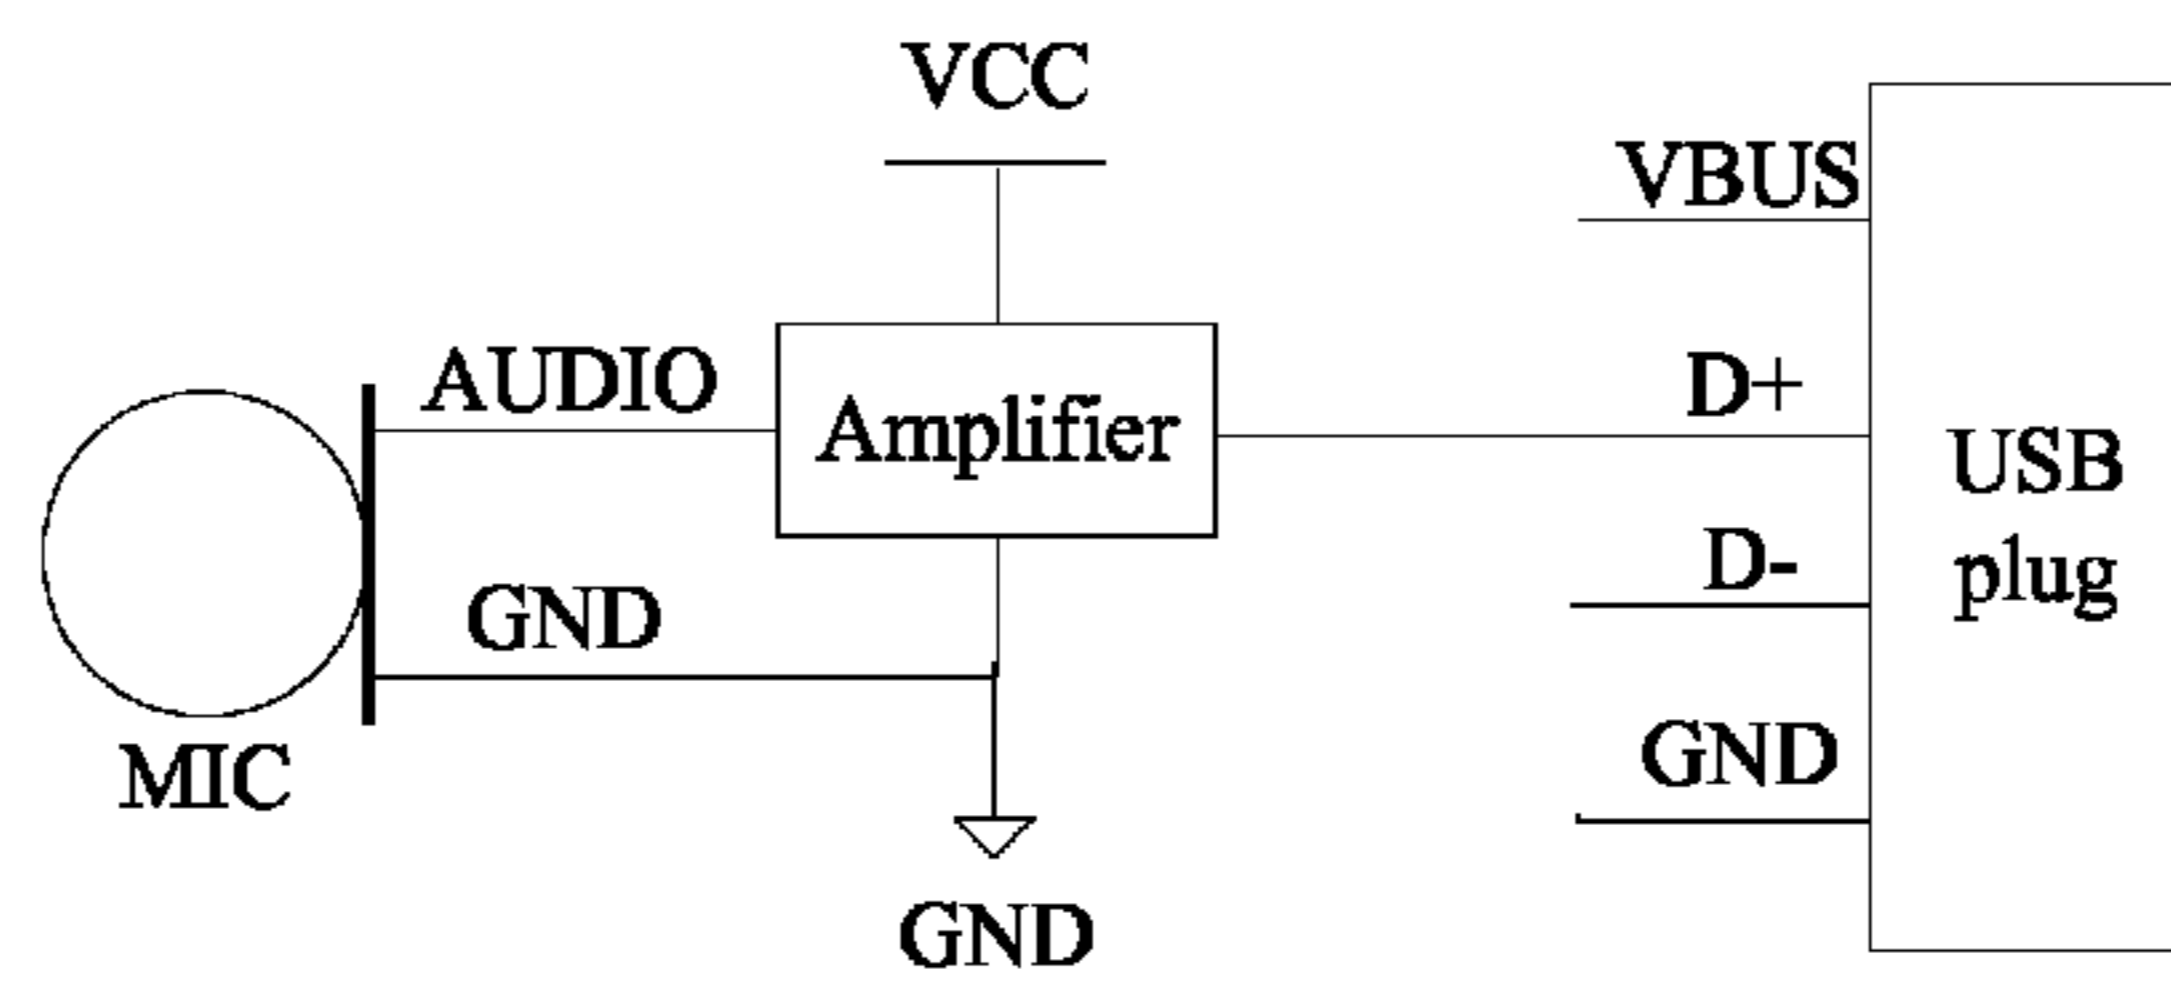 VCC
VBUS
AUDIO
Amplifier
D+
USB
plug
D-
GND
MIC
GND
GND